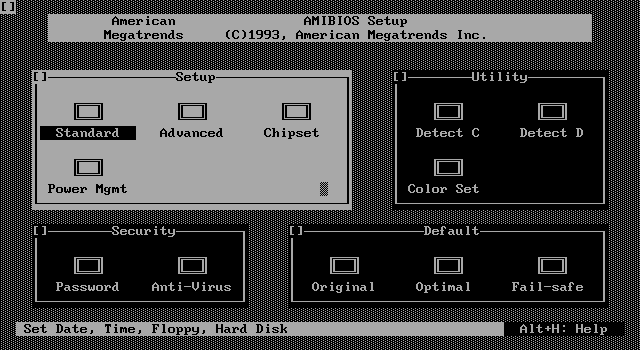 []
American AMIBIOS Setup
Megatrends (C)1993, American Megatrends Inc.
[] Setup
Standard Advanced Chipset
Power Mgmt
[] Utility
Detect C Detect D
Color Set
[] Security
Password Anti-Virus
[] Default
Original Optimal Fail-safe
Set Date, Time, Floppy, Hard Disk Alt+H: Help